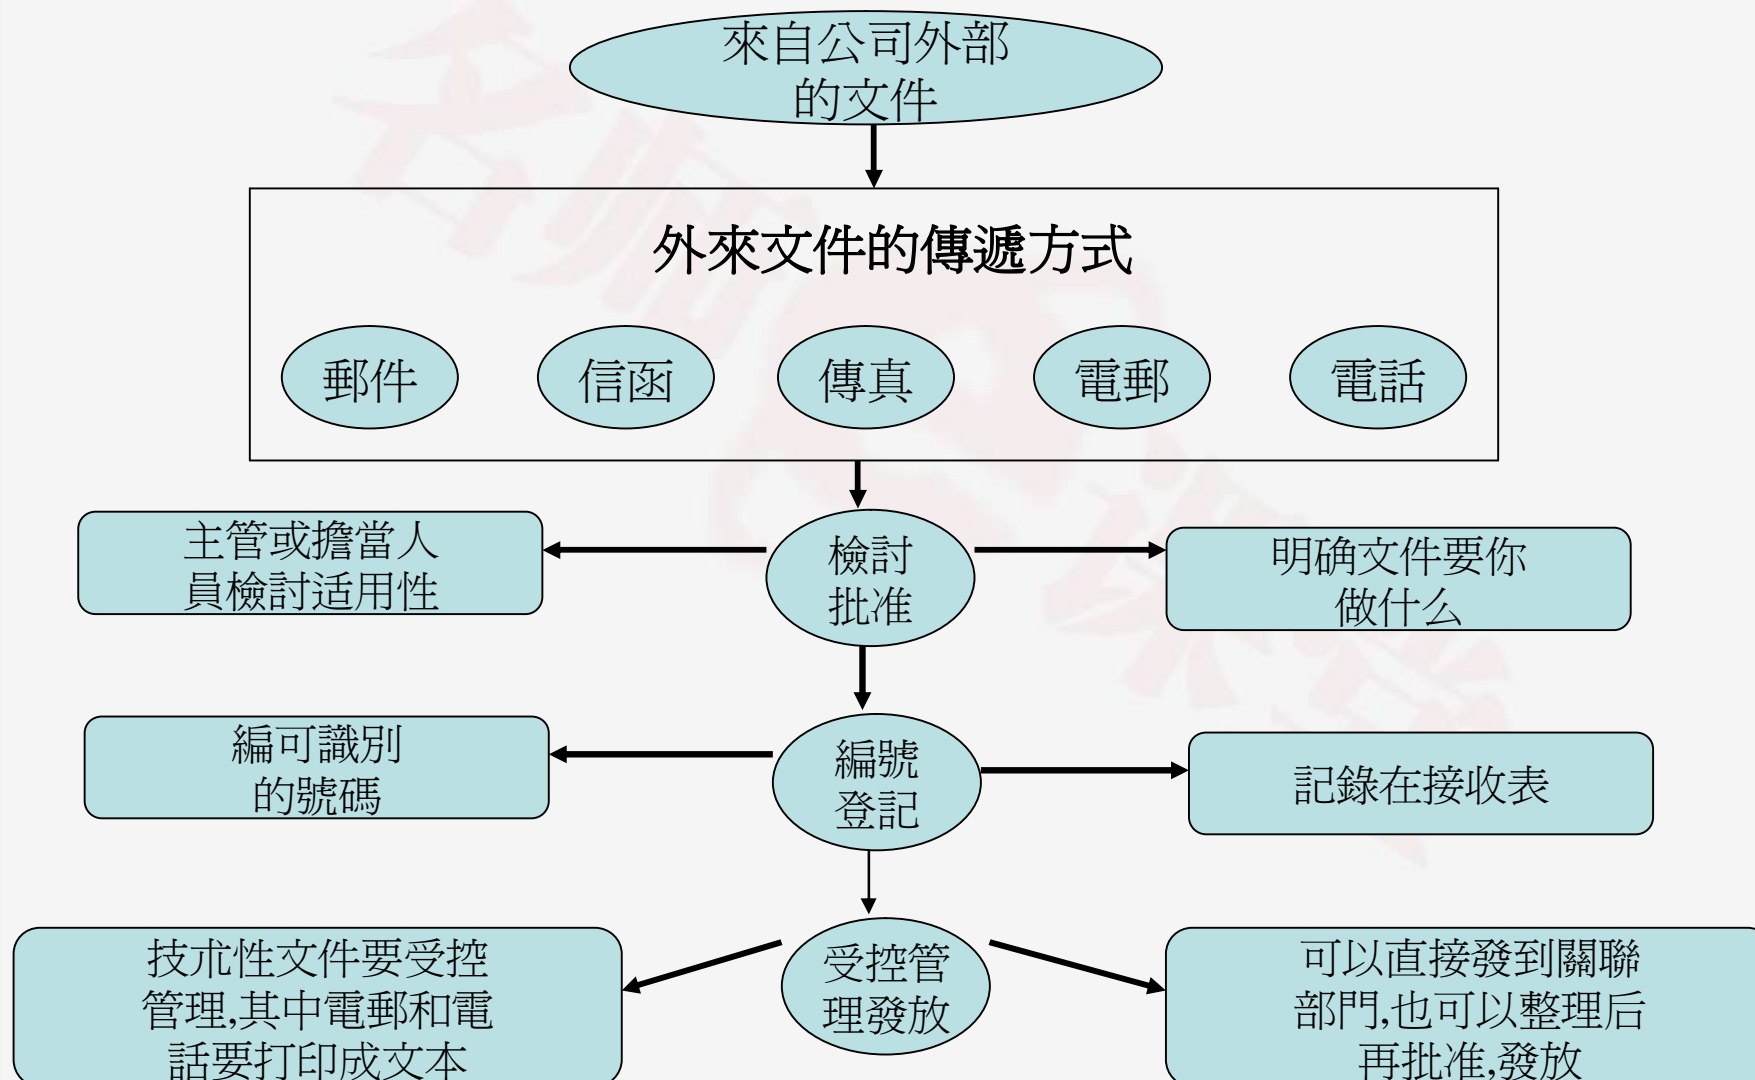 來自公司外部
的文件
外來文件的傳遞方式
郵件
信函
傳真
電郵
電話
主管或擔當人
員檢討适用性
檢討
批准
明确文件要你
做什么
編可識別
的號碼
編號
登記
記錄在接收表
技朮性文件要受控
管理,其中電郵和電
話要打印成文本
受控管
理發放
可以直接發到關聯
部門,也可以整理后
再批准,發放